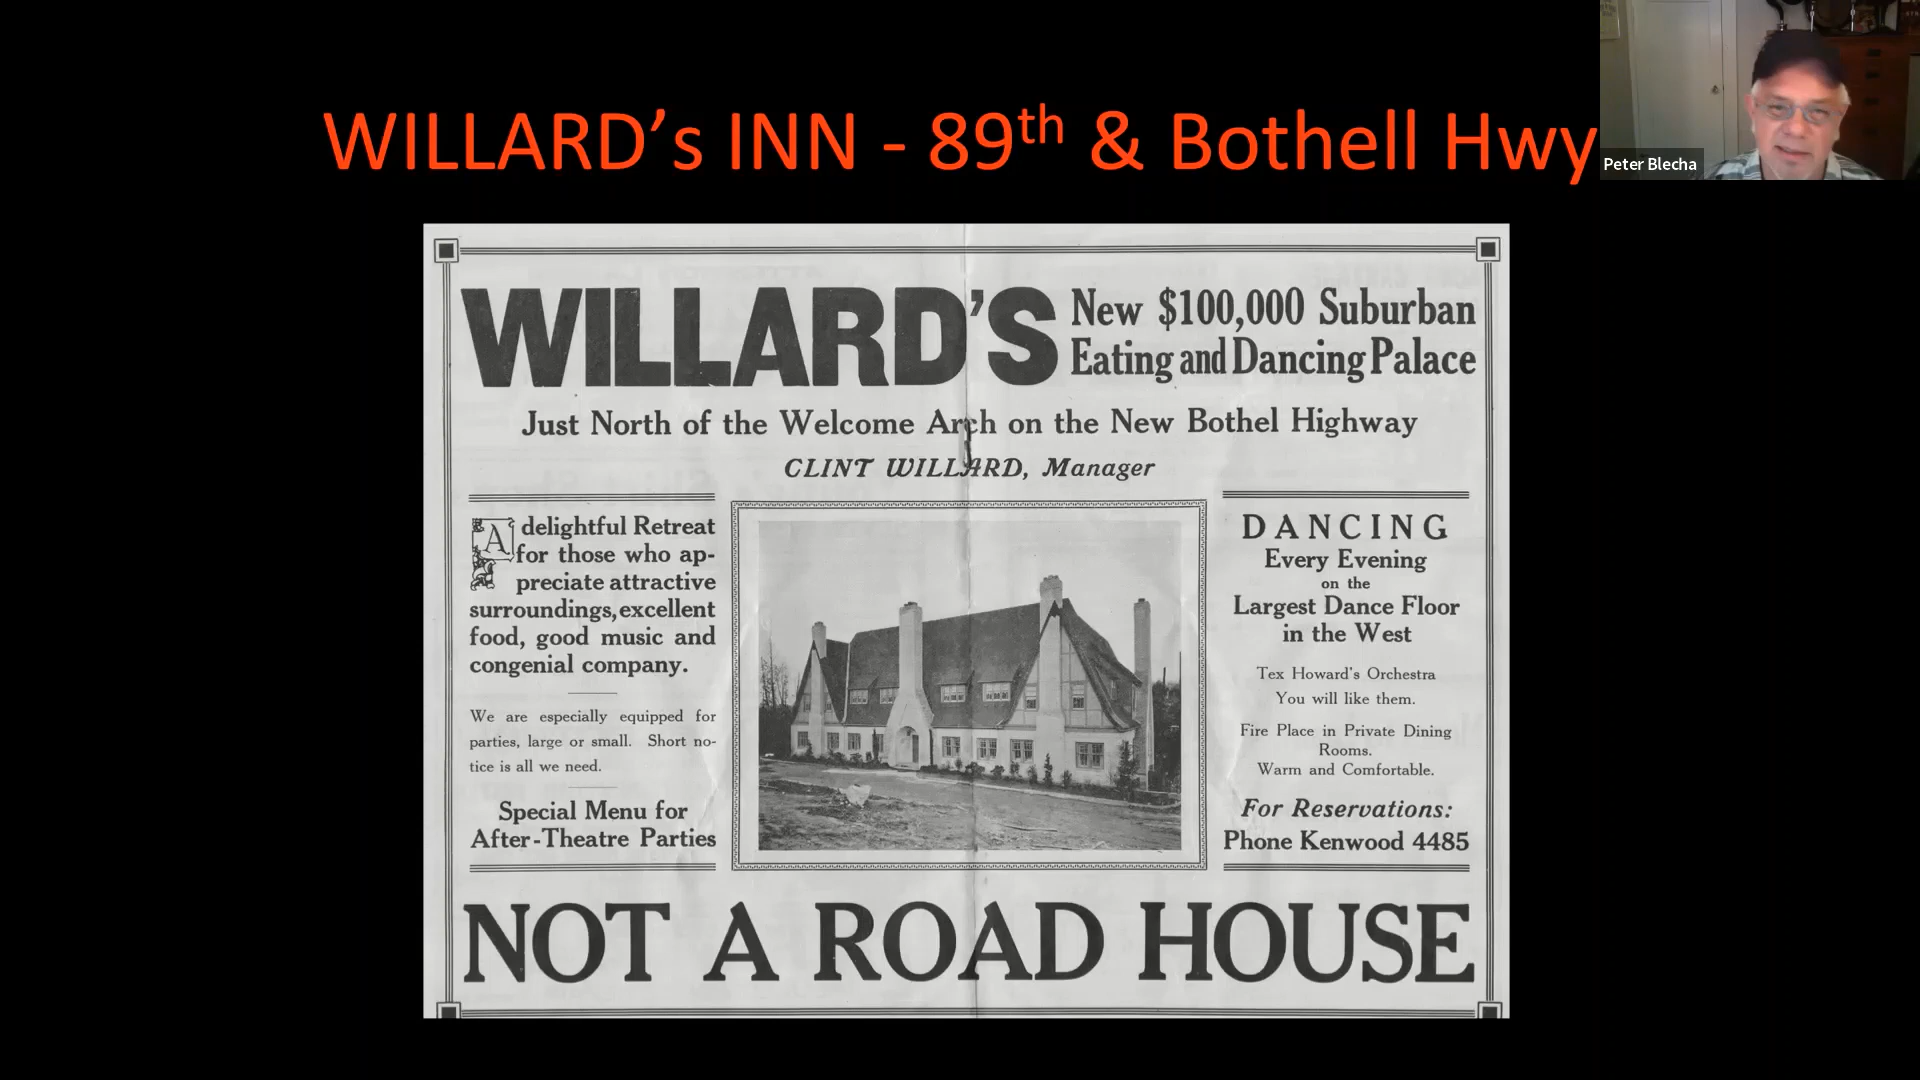 WILLARD's INN - 89th & Bothell Hwy
Peter Blecha
WILLARD'S
New $100,000 Suburban
Eating and Dancing Palace
Just North of the Welcome Arch on the New Bothel Highway
CLINT WILLARD, Manager
A delightful Retreat
for those who ap-
preciate attractive
surroundings, excellent
food, good music and
congenial company.
We are especially equipped for
parties, large or small. Short no-
tice is all we need.
Special Menu for
After-Theatre Parties
DANCING
Every Evening
on the
Largest Dance Floor
in the West
Tex Howard's Orchestra
You will like them.
Fire Place in Private Dining
Rooms.
Warm and Comfortable.
For Reservations:
Phone Kenwood 4485
NOT A ROAD HOUSE